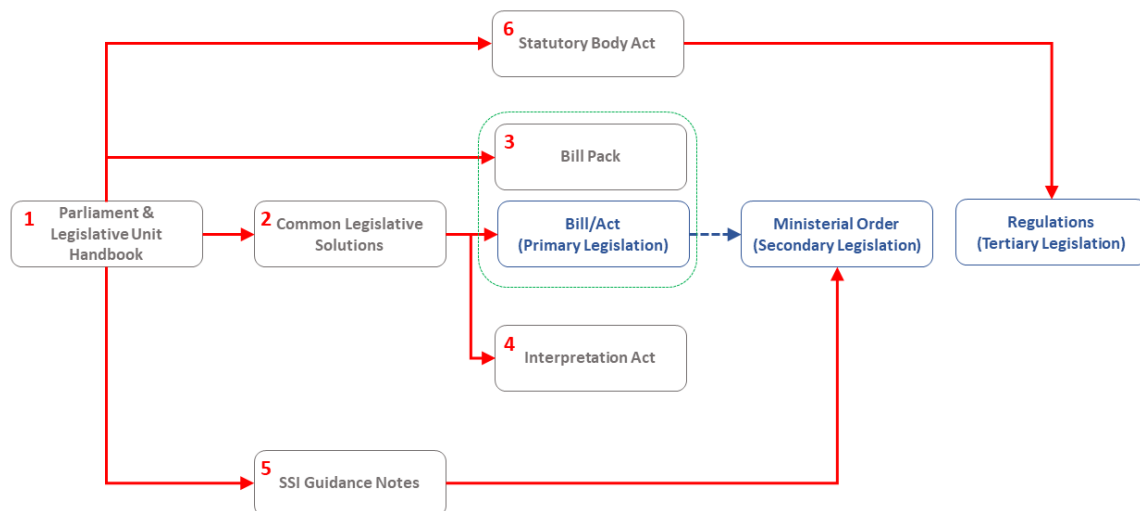 6
Statutory Body Act
3
Bill Pack
1
Parliament &
Legislative Unit
Handbook
2
Common Legislative
Solutions
Bill/Act
(Primary Legislation)
Ministerial Order
(Secondary Legislation)
Regulations
(Tertiary Legislation)
4
Interpretation Act
5
SSI Guidance Notes